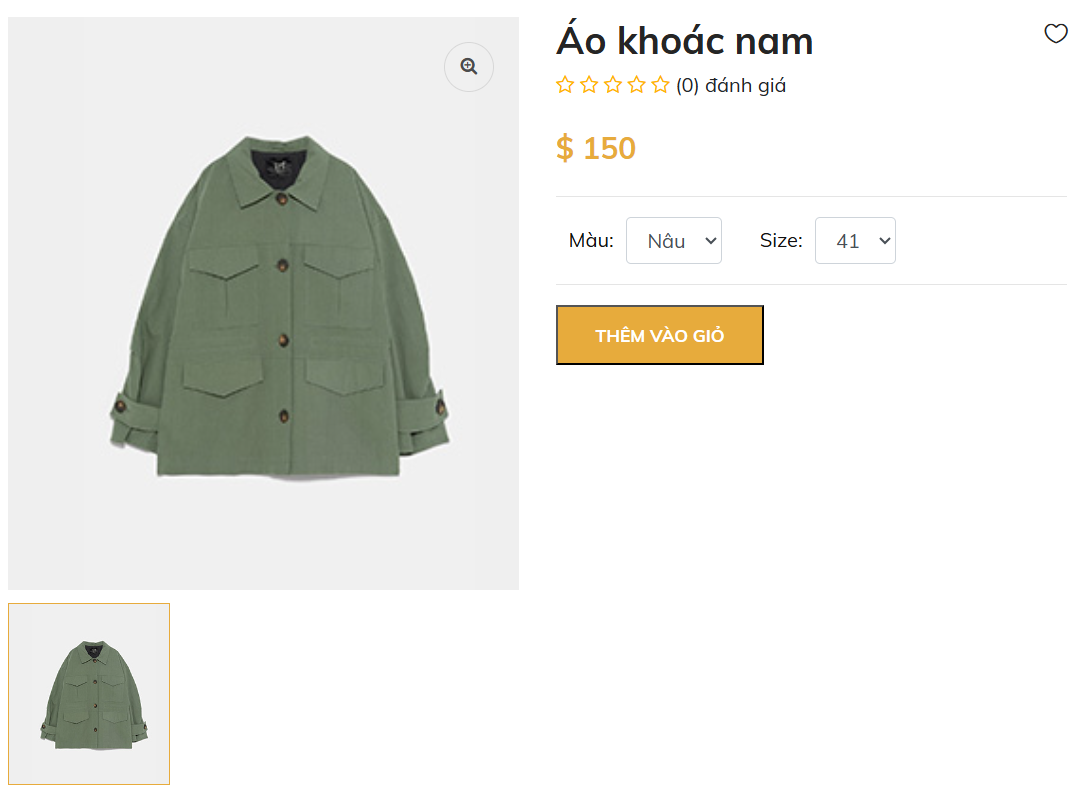 Áo khoác nam
(0) đánh giá
$ 150
Màu: Nâu Size: 41
THÊM VÀO GIỎ